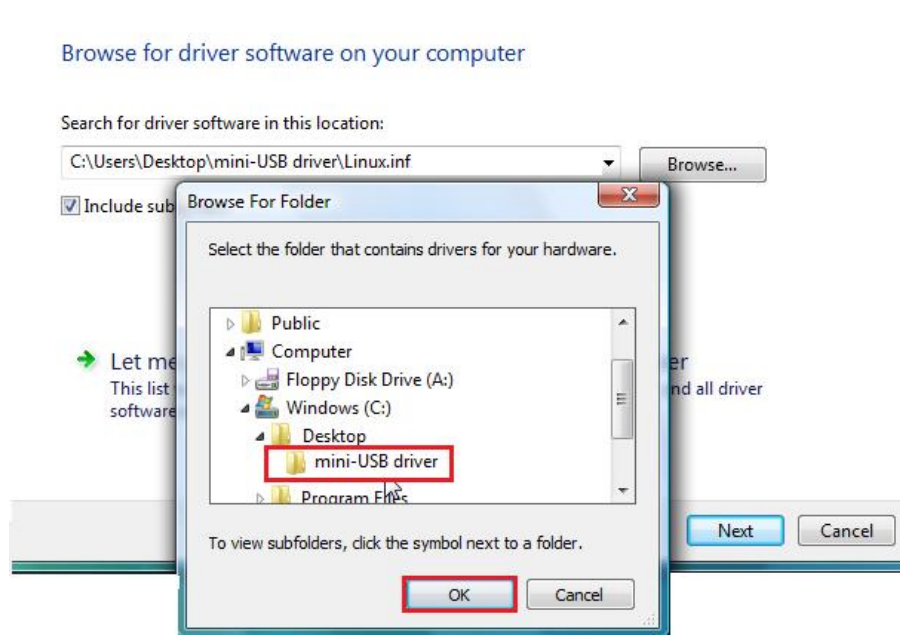 Browse for driver software on your computer
Search for driver software in this location:
C:\Users\Desktop\mini-USB driver\Linux.inf
Browse...
Include sub
Browse For Folder
Select the folder that contains drivers for your hardware.
Public
Computer
Floppy Disk Drive (A:)
Windows (C:)
Desktop
mini-USB driver
Program Files
Let me
er
This list
nd all driver
software
To view subfolders, click the symbol next to a folder.
Next
Cancel
OK
Cancel